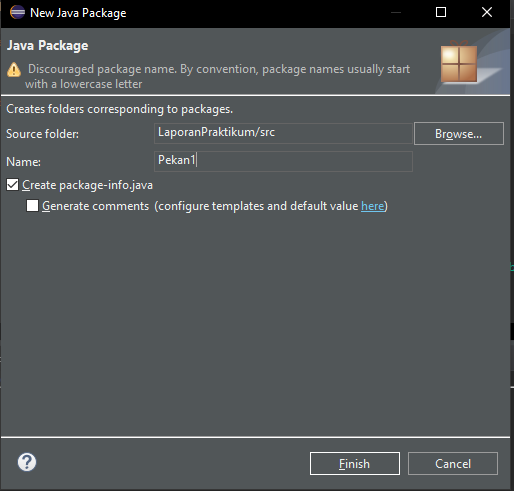 New Java Package
Java Package
Discouraged package name. By convention, package names usually start
with a lowercase letter
Creates folders corresponding to packages.
Source folder: LaporanPraktikum/src Browse...
Name: Pekan1
Create package-info.java
Generate comments (configure templates and default value here)
? Finish Cancel